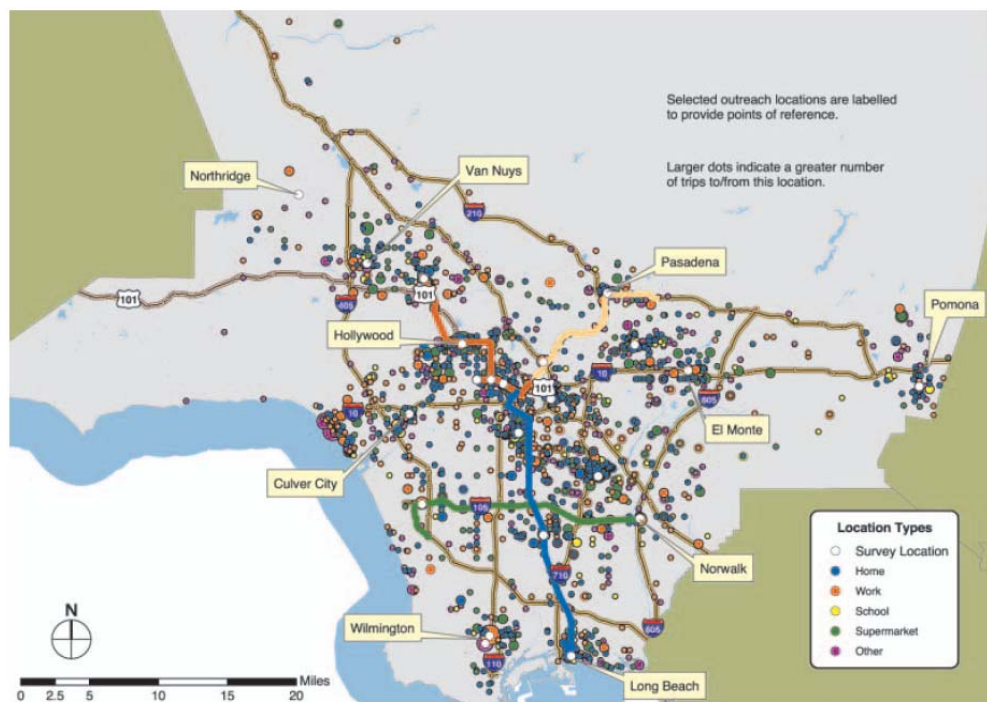 Selected outreach locations are labelled
to provide points of reference.
Larger dots indicate a greater number
of trips to/from this location.
Northridge
Van Nuys
210
Pasadena
101
101
605
Pomona
Hollywood
10
101
605
10
El Monte
Culver City
105
Norwalk
710
Wilmington
605
110
Long Beach
Location Types
Survey Location
Home
Work
School
Supermarket
Other
N
Miles
0 2.5 5 10 15 20